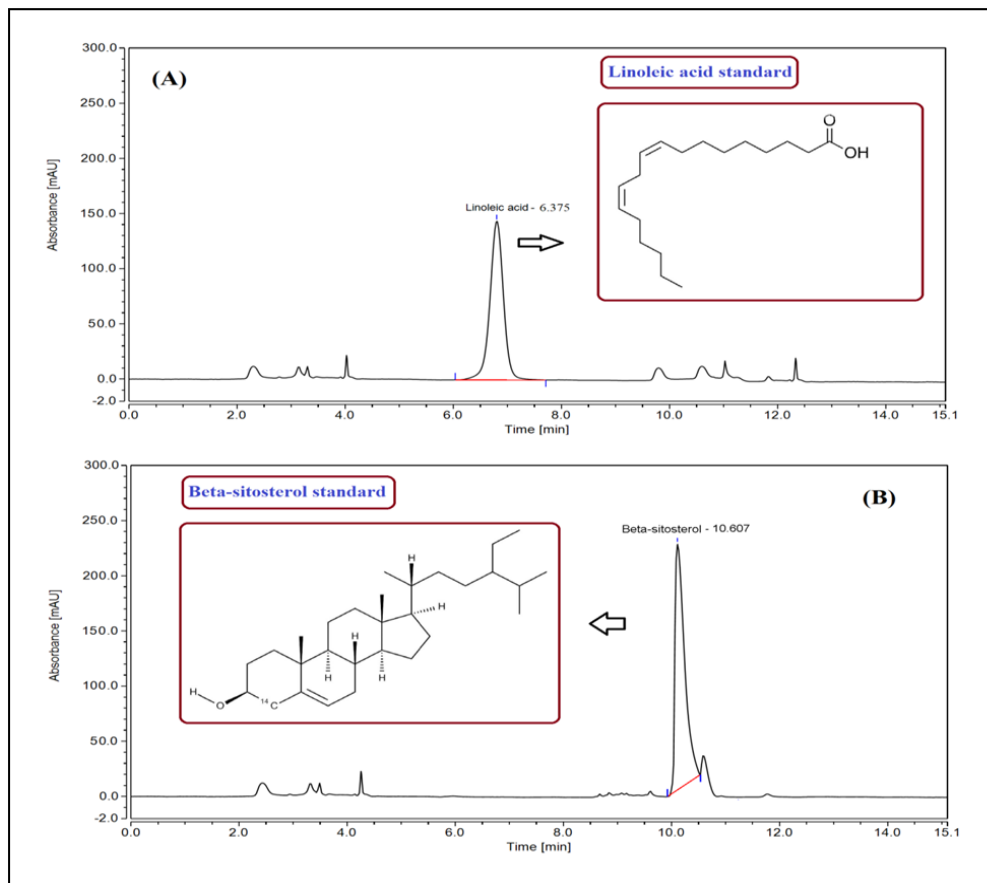 (A)
Linoleic acid standard
O
OH
Linoleic acid - 6.375
Absorbance [mAU]
300.0
250.0
200.0
150.0
100.0
50.0
0.0
-2.0
0.0 2.0 4.0 6.0 8.0 10.0 12.0 14.0 15.1
Time [min]
(B)
Beta-sitosterol standard
H
H
H
H
H
H
O
14C
Beta-sitosterol - 10.607
Absorbance [mAU]
300.0
250.0
200.0
150.0
100.0
50.0
0.0
-2.0
0.0 2.0 4.0 6.0 8.0 10.0 12.0 14.0 15.1
Time [min]